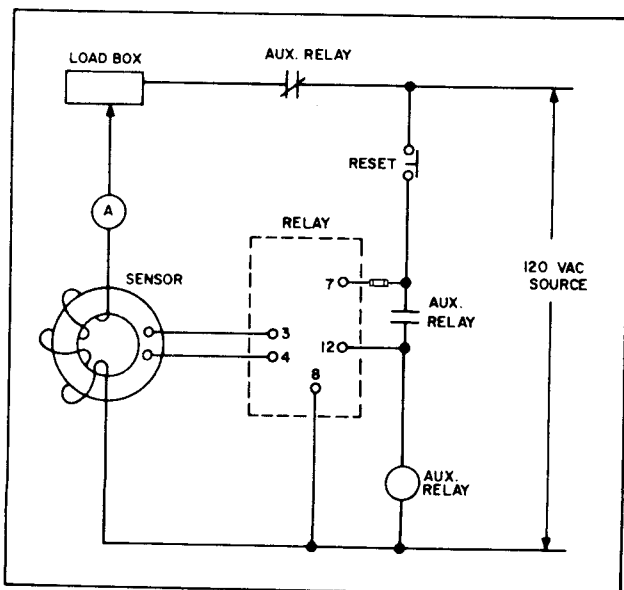 AUX. RELAY
LOAD BOX
RESET
A
RELAY
SENSOR
120 VAC
SOURCE
7
AUX.
RELAY
3
4
12
8
AUX.
RELAY